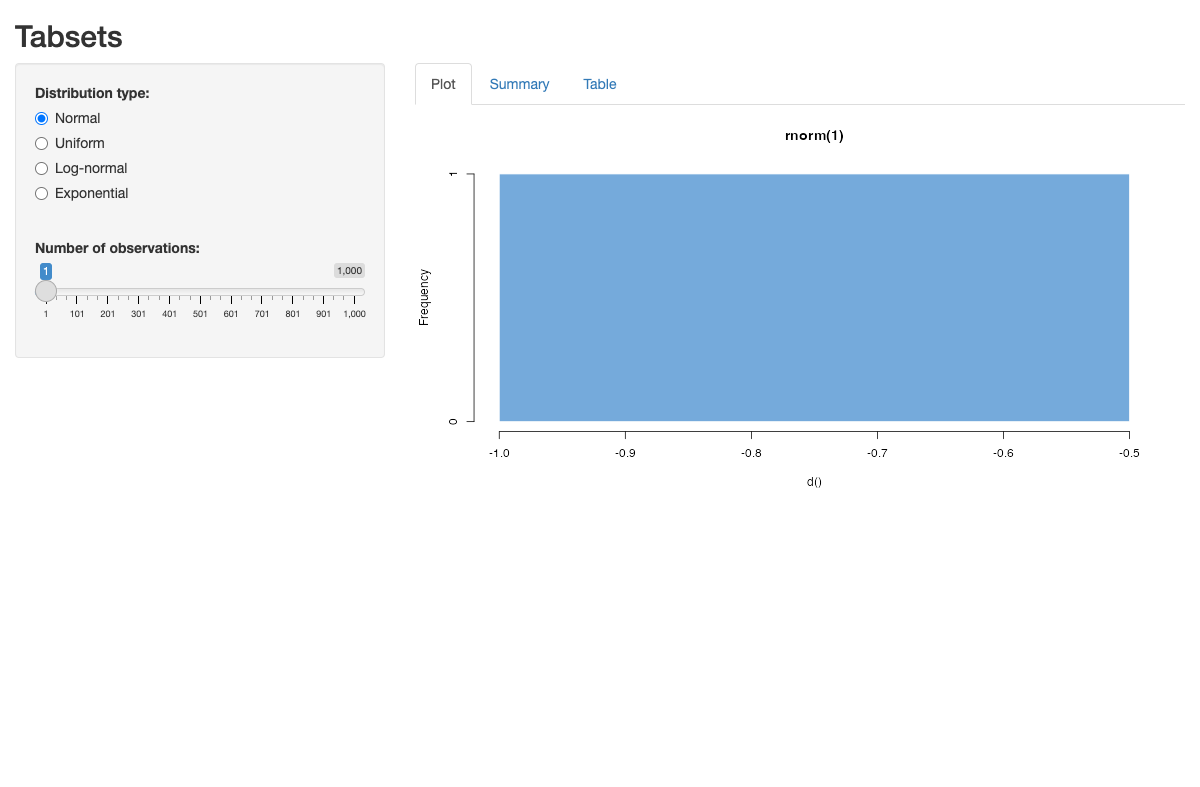 Tabsets
Distribution type:
Normal
Uniform
Log-normal
Exponential
Number of observations:
1 1,000
1 101 201 301 401 501 601 701 801 901 1,000
Plot Summary Table
rnorm(1)
Frequency
1
0
-1.0 -0.9 -0.8 -0.7 -0.6 -0.5
d()